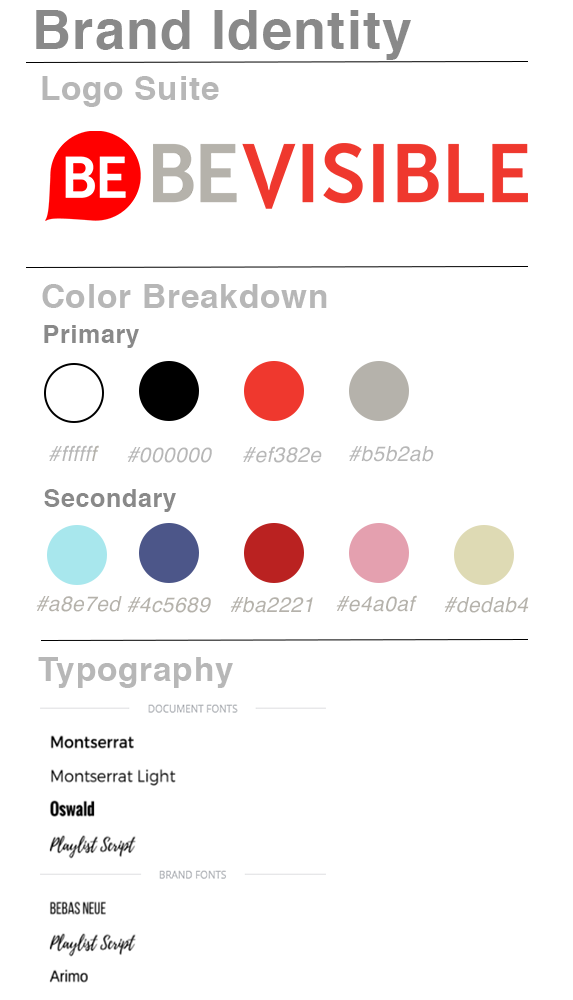 Brand Identity
Logo Suite
BE BEVISIBLE
Color Breakdown
Primary
#ffffff #000000 #ef382e #b5b2ab
Secondary
#a8e7ed #4c5689 #ba2221 #e4a0af #dedab4
Typography
DOCUMENT FONTS
Montserrat
Montserrat Light
Oswald
Playlist Script
BRAND FONTS
BEBAS NEUE
Playlist Script
Arimo